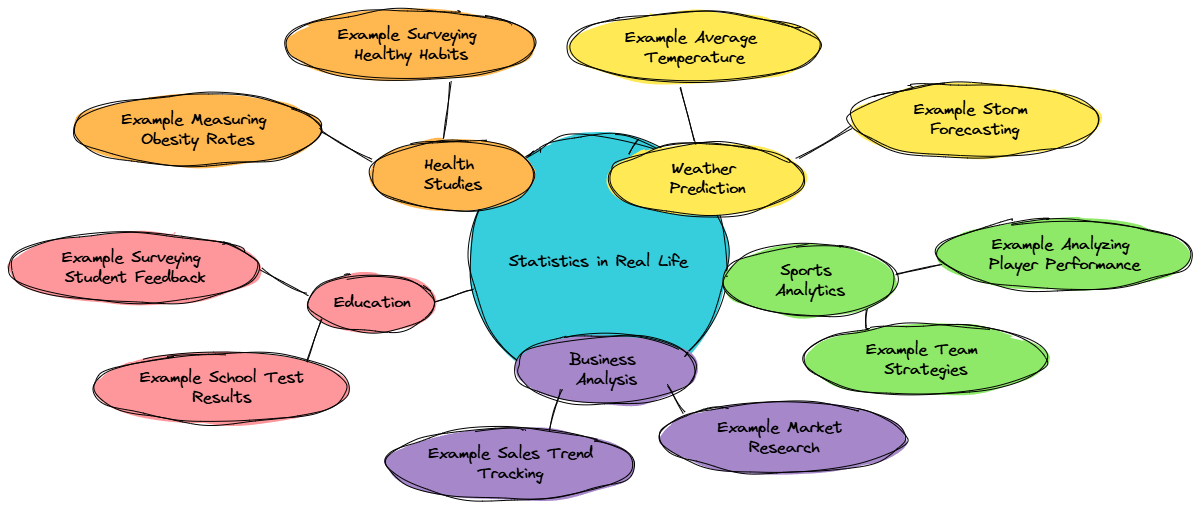 Example Surveying
Healthy Habits
Example Average
Temperature
Example Measuring
Obesity Rates
Example Storm
Forecasting
Health
Studies
Weather
Prediction
Example Surveying
Student Feedback
Statistics in Real Life
Sports
Analytics
Example Analyzing
Player Performance
Education
Example School Test
Results
Business
Analysis
Example Team
Strategies
Example Sales Trend
Tracking
Example Market
Research